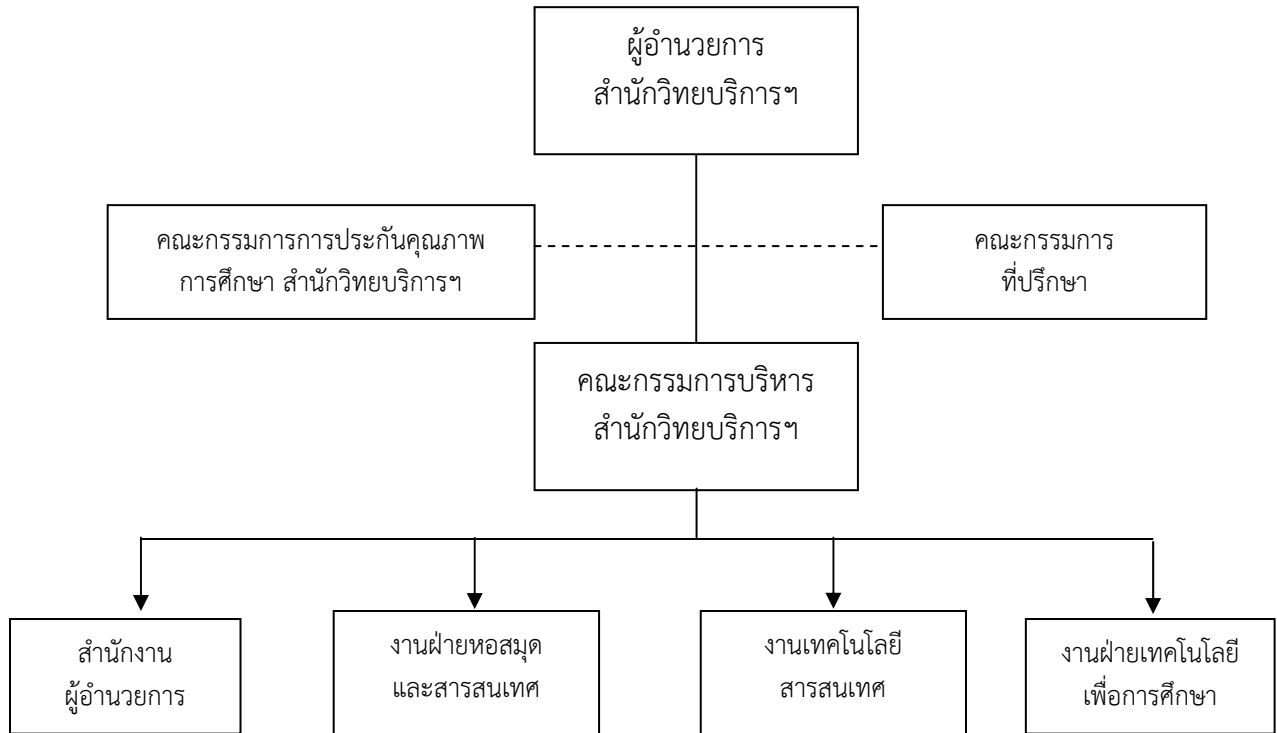 ผู้อำนวยการ
สำนักวิทยบริการฯ
คณะกรรมการการประกันคุณภาพ
การศึกษา สำนักวิทยบริการฯ
คณะกรรมการ
ที่ปรึกษา
คณะกรรมการบริหาร
สำนักวิทยบริการฯ
สำนักงาน
ผู้อำนวยการ
งานฝ่ายหอสมุด
และสารสนเทศ
งานเทคโนโลยี
สารสนเทศ
งานฝ่ายเทคโนโลยี
เพื่อการศึกษา